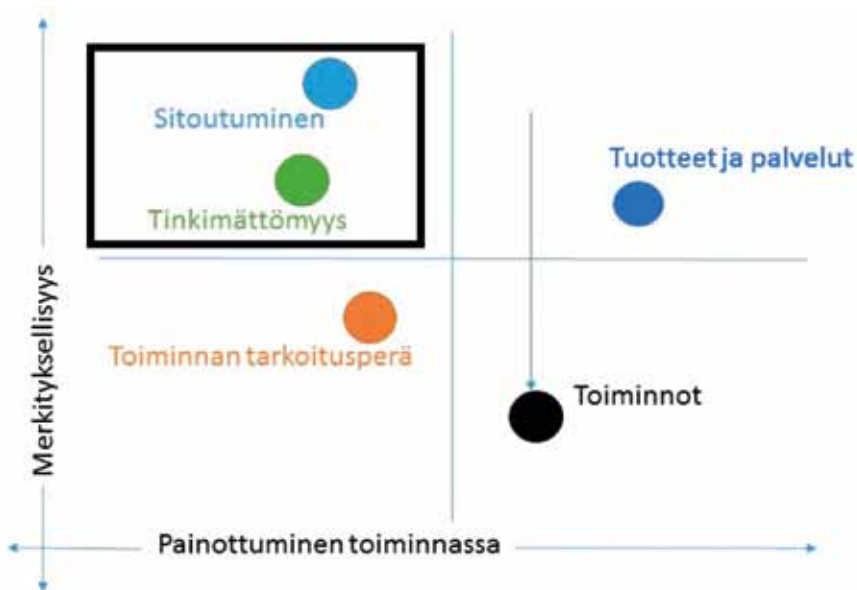 Sitoutuminen
Tuotteet ja palvelut
Tinkimättömyys
Toiminnan tarkoitusperä
Toiminnot
Merkityksellisyys
Painottuminen toiminnassa